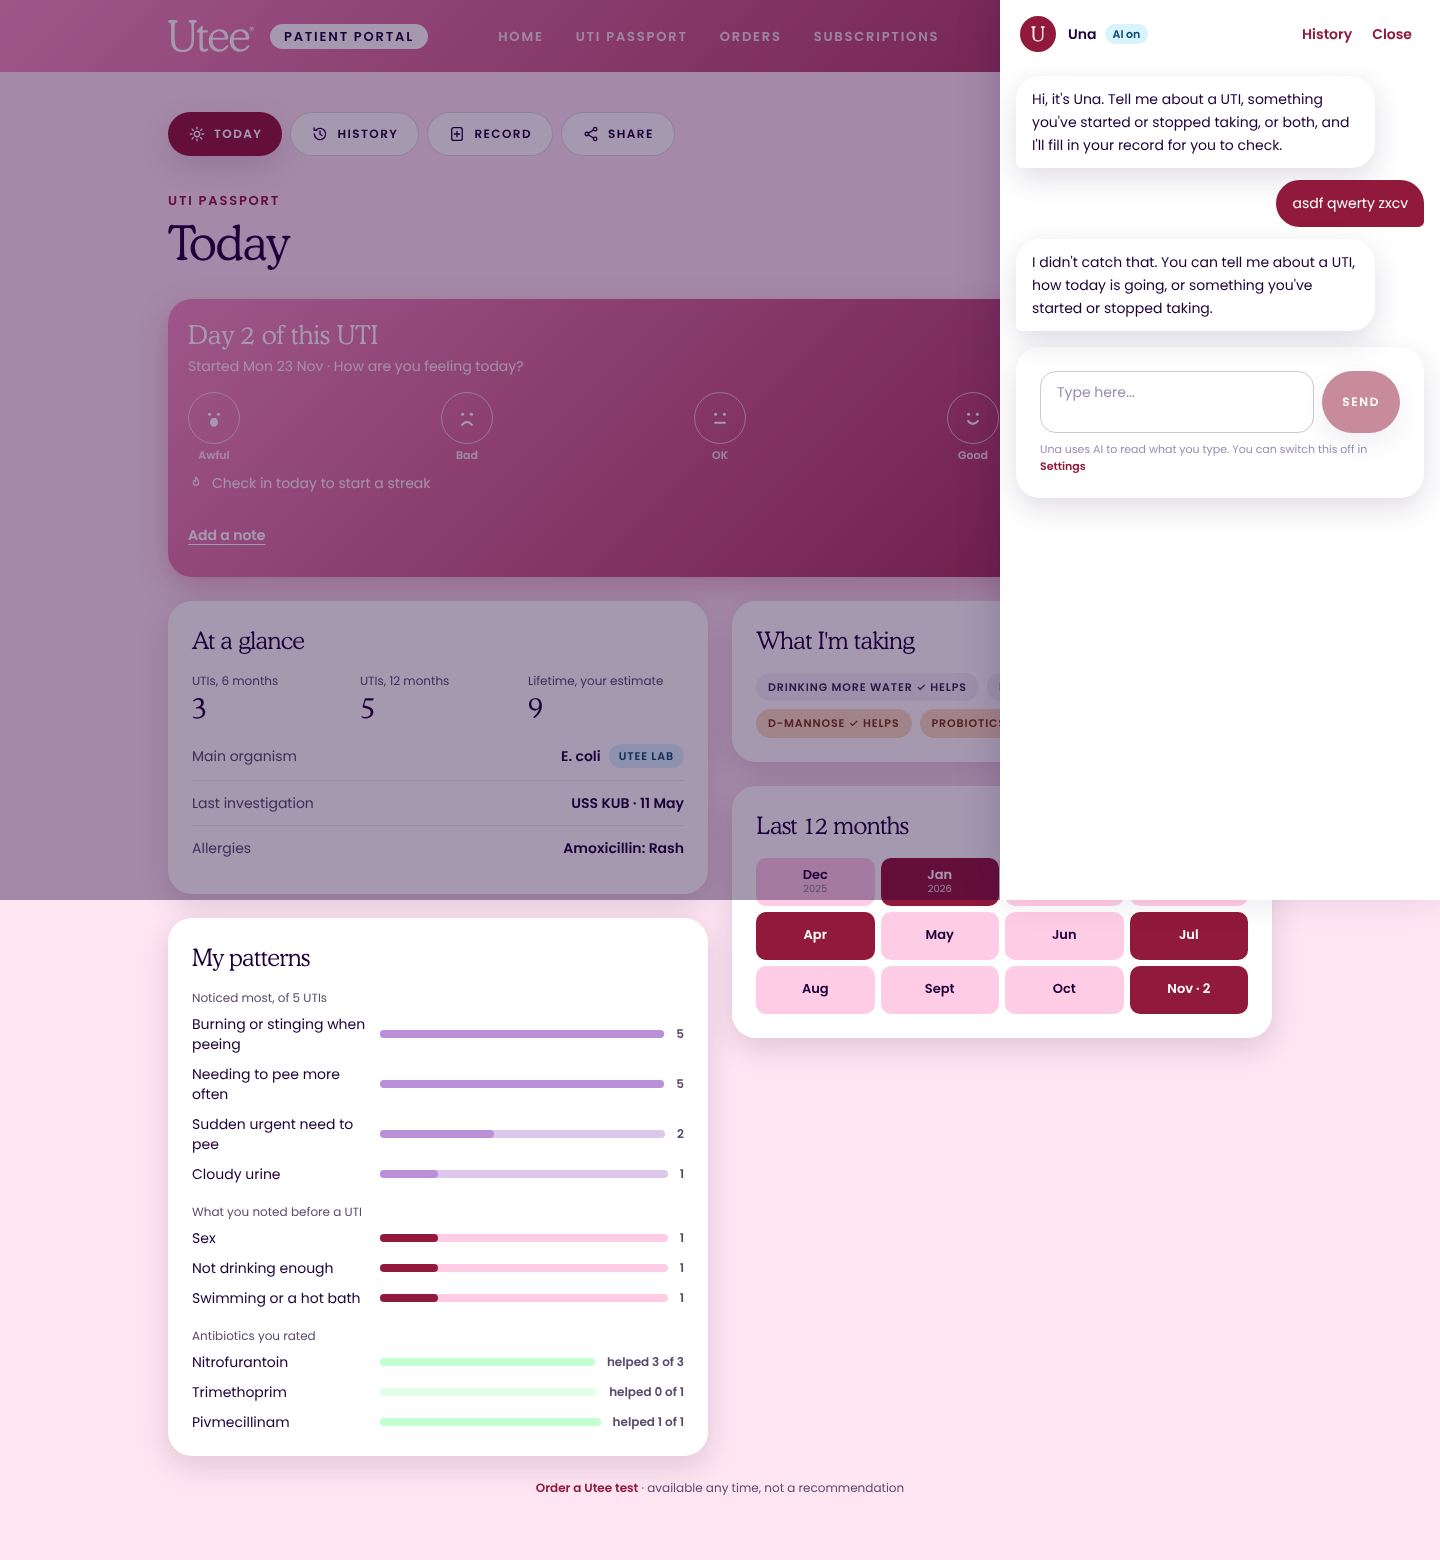 Utee®
PATIENT PORTAL
HOME
UTI PASSPORT
ORDERS
SUBSCRIPTIONS
TODAY
HISTORY
RECORD
SHARE
UTI PASSPORT
Today
Day 2 of this UTI
Started Mon 23 Nov · How are you feeling today?
Awful
Bad
OK
Good
Check in today to start a streak
Add a note
At a glance
UTIs, 6 months
3
UTIs, 12 months
5
Lifetime, your estimate
9
Main organism
E. coli
UTEE LAB
Last investigation
USS KUB · 11 May
Allergies
Amoxicillin: Rash
What I'm taking
DRINKING MORE WATER ✓ HELPS
D-MANNOSE ✓ HELPS
PROBIOTICS
Last 12 months
Dec
2025
Jan
2026
Apr
May
Jun
Jul
Aug
Sept
Oct
Nov · 2
My patterns
Noticed most, of 5 UTIs
Burning or stinging when
peeing
5
Needing to pee more
often
5
Sudden urgent need to
pee
2
Cloudy urine
1
What you noted before a UTI
Sex
1
Not drinking enough
1
Swimming or a hot bath
1
Antibiotics you rated
Nitrofurantoin
helped 3 of 3
Trimethoprim
helped 0 of 1
Pivmecillinam
helped 1 of 1
Order a Utee test · available any time, not a recommendation
U
Una
AI on
History
Close
Hi, it's Una. Tell me about a UTI, something
you've started or stopped taking, or both, and
I'll fill in your record for you to check.
asdf qwerty zxcv
I didn't catch that. You can tell me about a UTI,
how today is going, or something you've
started or stopped taking.
Type here...
SEND
Una uses AI to read what you type. You can switch this off in
Settings